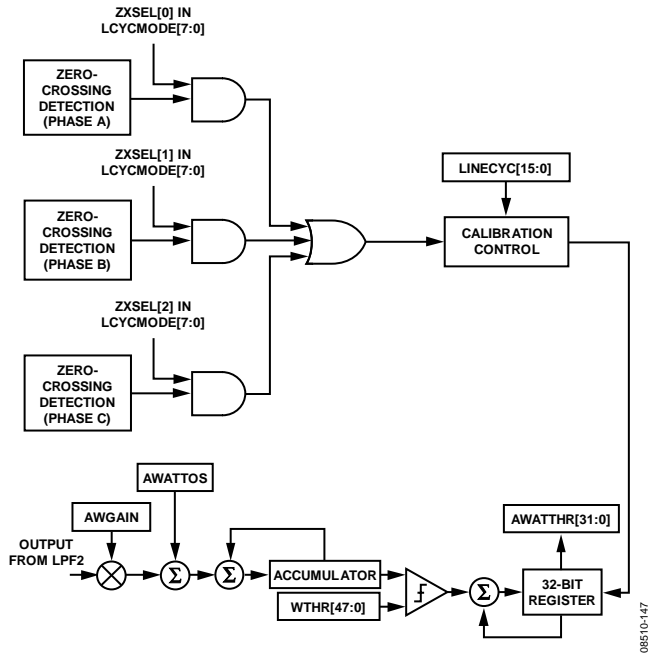 ZXSEL[0] IN
LCYCMODE[7:0]
ZERO-
CROSSING
DETECTION
(PHASE A)
ZXSEL[1] IN
LCYCMODE[7:0]
ZERO-
CROSSING
DETECTION
(PHASE B)
LINECYC[15:0]
CALIBRATION
CONTROL
ZXSEL[2] IN
LCYCMODE[7:0]
ZERO-
CROSSING
DETECTION
(PHASE C)
AWATTOS
AWGAIN
AWATTHR[31:0]
OUTPUT
FROM LPF2
Σ
Σ
ACCUMULATOR
WTHR[47:0]
Σ
32-BIT
REGISTER
08510-147